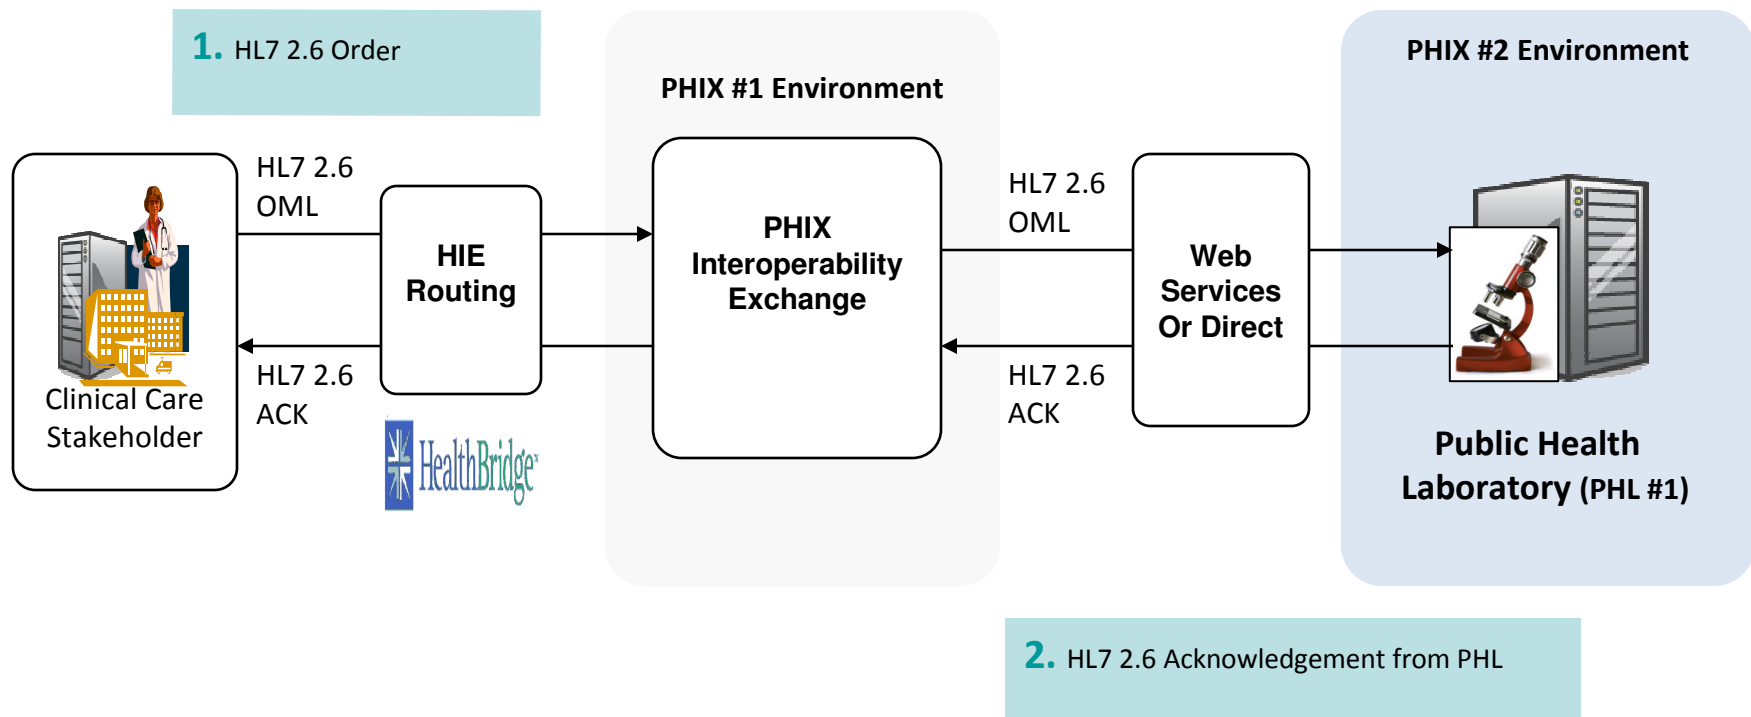 1. HL7 2.6 Order
PHIX #1 Environment
PHIX #2 Environment
HL7 2.6
OML
HIE
Routing
HL7 2.6
ACK
Clinical Care
Stakeholder
HealthBridge
PHIX
Interoperability
Exchange
HL7 2.6
OML
Web
Services
Or Direct
HL7 2.6
ACK
Public Health
Laboratory (PHL #1)
2. HL7 2.6 Acknowledgement from PHL